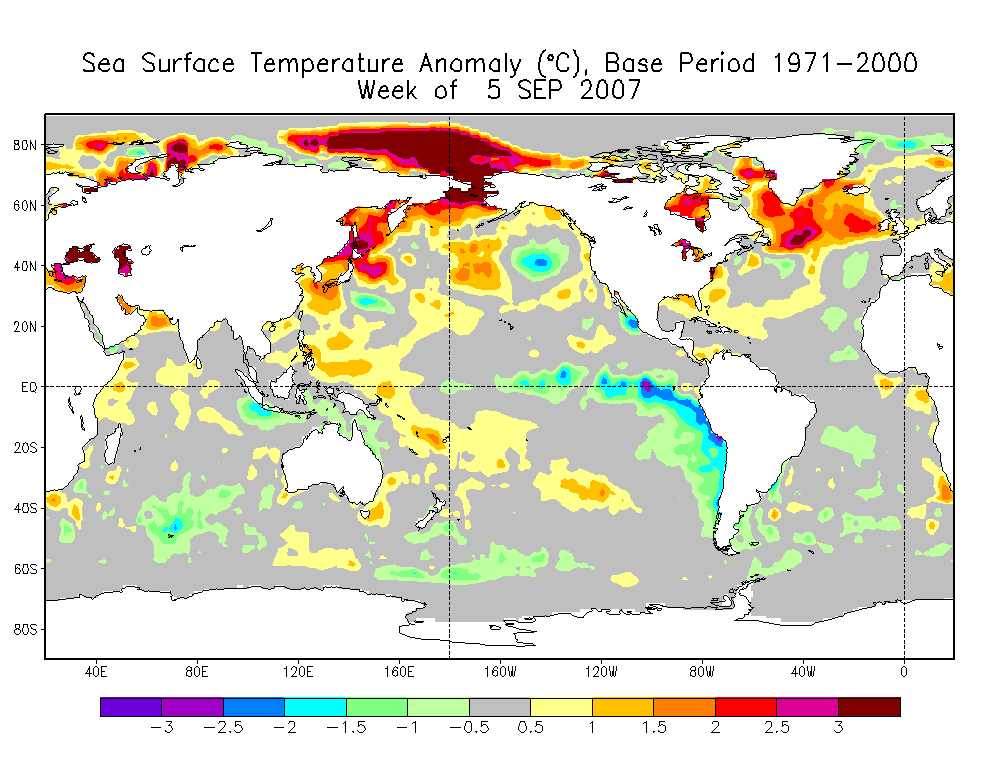 Sea Surface Temperature Anomaly (°C), Base Period 1971−2000
Week of 5 SEP 2007
80N
60N
40N
20N
EQ
20S
40S
60S
80S
40E 80E 120E 160E 160W 120W 80W 40W 0
−3 −2.5 −2 −1.5 −1 −0.5 0.5 1 1.5 2 2.5 3